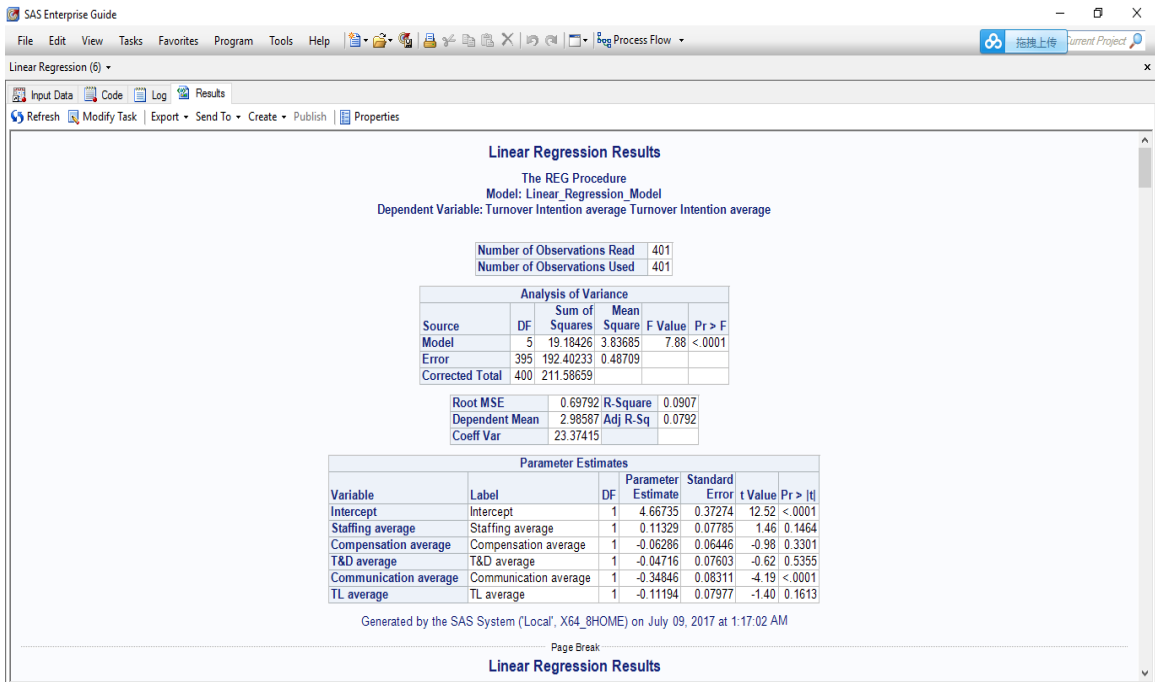 SAS Enterprise Guide
File Edit View Tasks Favorites Program Tools Help Process Flow 拖拽上传 Current Project
Linear Regression (6) x
Input Data Code Log Results
Refresh Modify Task Export Send To Create Publish Properties
Linear Regression Results
The REG Procedure
Model: Linear_Regression_Model
Dependent Variable: Turnover Intention average Turnover Intention average
Number of Observations Read 401
Number of Observations Used 401
Analysis of Variance
Source DF Sum of Squares Mean Square F Value Pr > F
Model 5 19.18426 3.83685 7.88 <.0001
Error 395 192.40233 0.48709
Corrected Total 400 211.58659
Root MSE 0.69792 R-Square 0.0907
Dependent Mean 2.98587 Adj R-Sq 0.0792
Coeff Var 23.37415
Parameter Estimates
Variable Label DF Parameter Estimate Standard Error t Value Pr > |t|
Intercept Intercept 1 4.66735 0.37274 12.52 <.0001
Staffing average Staffing average 1 0.11329 0.07785 1.46 0.1464
Compensation average Compensation average 1 -0.06286 0.06446 -0.98 0.3301
T&D average T&D average 1 -0.04716 0.07603 -0.62 0.5355
Communication average Communication average 1 -0.34846 0.08311 -4.19 <.0001
TL average TL average 1 -0.11194 0.07977 -1.40 0.1613
Generated by the SAS System ('Local', X64_8HOME) on July 09, 2017 at 1:17:02 AM
Page Break
Linear Regression Results